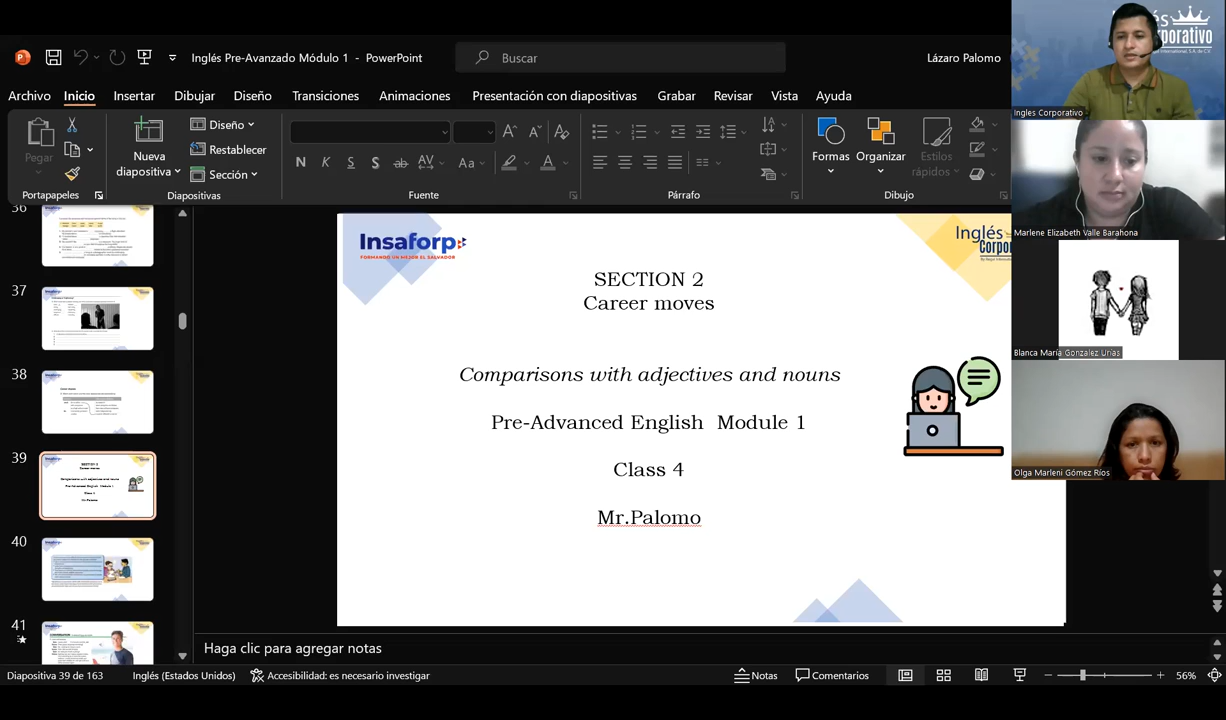 Inglés Pre-Avanzado Módulo 1 - PowerPoint
Buscar
Lázaro Palomo
Archivo Inicio Insertar Dibujar Diseño Transiciones Animaciones Presentación con diapositivas Grabar Revisar Vista Ayuda
Pegar
Nueva diapositiva
Diseño
Restablecer
Sección
Formas
Organizar
Estilos rápidos
Portapapeles
Diapositivas
Fuente
Párrafo
Dibujo
36
37
38
39
40
41
Insaforp
FORMANDO UN MEJOR EL SALVADOR
Inglés
SECTION 2
Career moves
Comparisons with adjectives and nouns
Pre-Advanced English Module 1
Class 4
Mr.Palomo
CONVERSATION
Haga clic para agregar notas
Diapositiva 39 de 163
Inglés (Estados Unidos)
Accesibilidad: es necesario investigar
Notas
Comentarios
56%
Ingles Corporativo
Marlene Elizabeth Valle Barahona
Blanca María Gonzalez Urías
Olga Marleni Gómez Ríos